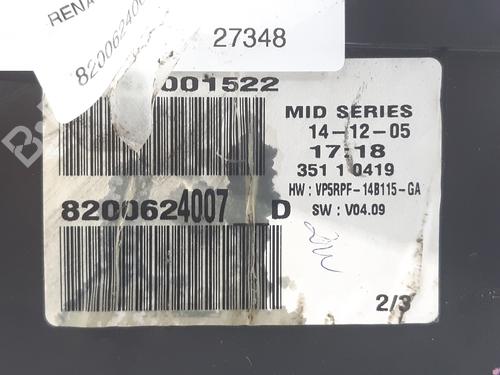 RENA
820062400
27348
001522
MID SERIES
14-12-05
17:18
351 1 0419
HW : VP5RPF-14B115-GA
8200624007 D
SW : V04.09
2/3